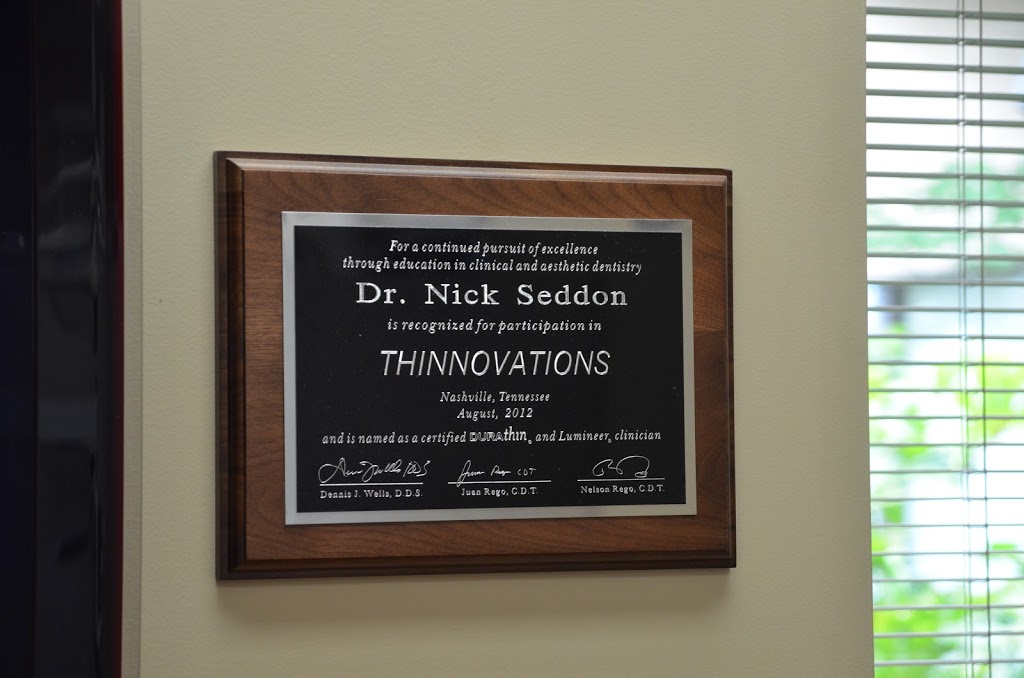 For a continued pursuit of excellence
through education in clinical and aesthetic dentistry
Dr. Nick Seddon
is recognized for participation in
THINNOVATIONS
Nashville, Tennessee
August, 2012
and is named as a certified DURAthin® and Lumineer® clinician
Dennis J. Wells, D.D.S. Juan Rego, C.D.T. Nelson Rego, C.D.T.